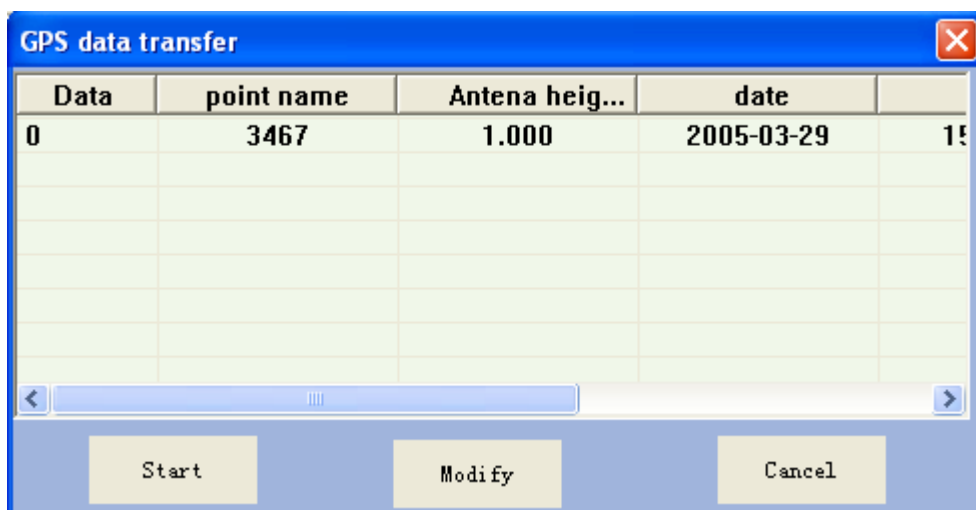 GPS data transfer
Data point name Antena heig... date
0 3467 1.000 2005-03-29
Start Modify Cancel